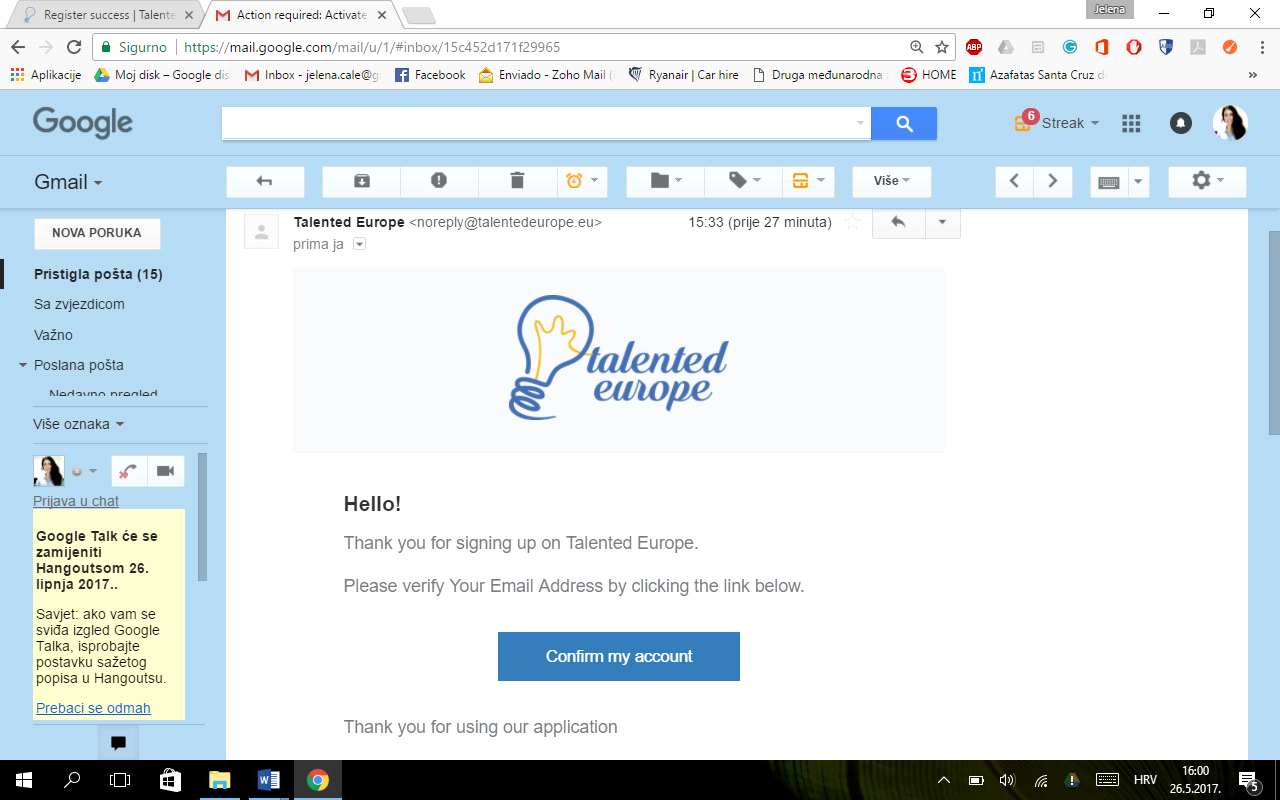 Register success | Talente
Action required: Activate
Jelena
Sigurno
https://mail.google.com/mail/u/1/#inbox/15c452d171f29965
ABP
Aplikacije
Moj disk – Google dis
Inbox - jelena.cale@g
Facebook
Enviado - Zoho Mail (
Ryanair | Car hire
Druga međunarodna
HOME
Azafatas Santa Cruz d
»
Google
6
Streak
Gmail
Više
NOVA PORUKA
Pristigla pošta (15)
Sa zvjezdicom
Važno
Poslana pošta
Nedavno pregled
Više oznaka
Prijava u chat
Google Talk će se
zamijeniti
Hangoutsom 26.
lipnja 2017..
Savjet: ako vam se
sviđa izgled Google
Talka, isprobajte
postavku sažetog
popisa u Hangoutsu.
Prebaci se odmah
Talented Europe <noreply@talentedeurope.eu>
15:33 (prije 27 minuta)
prima ja
talented
europe
Hello!
Thank you for signing up on Talented Europe.
Please verify Your Email Address by clicking the link below.
Confirm my account
Thank you for using our application
HRV
16:00
26.5.2017.
5